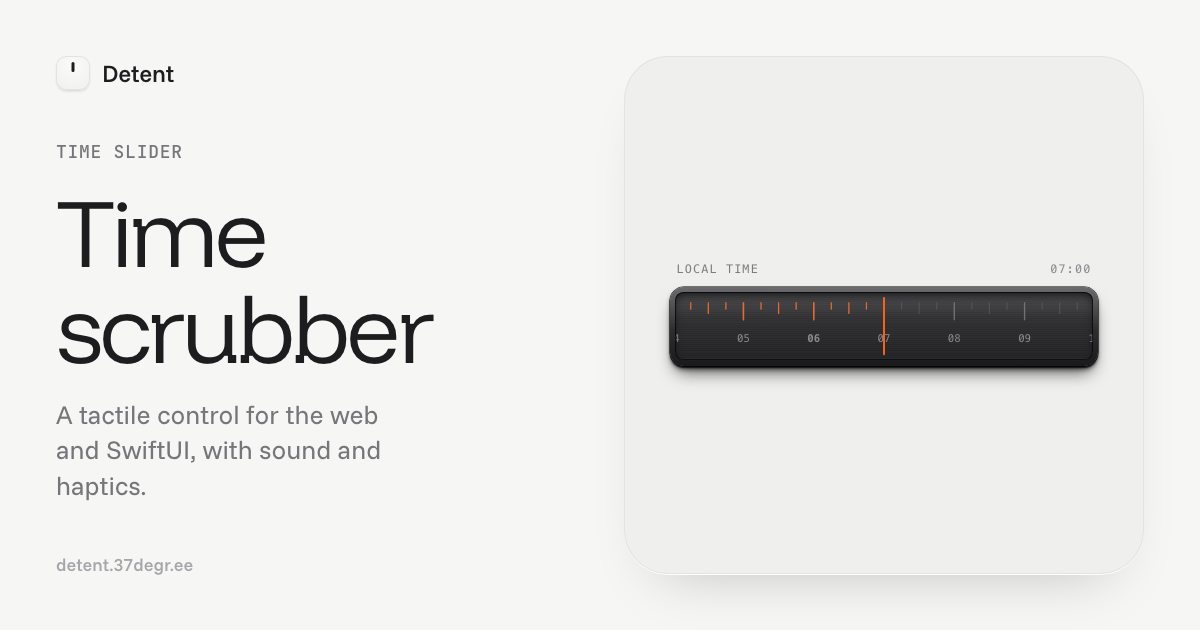 Detent
TIME SLIDER
Time
scrubber
A tactile control for the web
and SwiftUI, with sound and
haptics.
detent.37degr.ee
LOCAL TIME 07:00
05 06 07 08 09